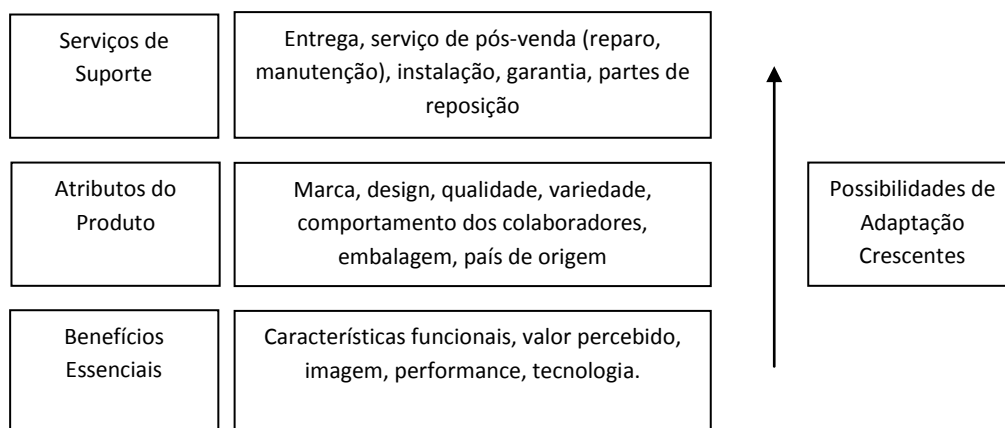 Serviços de
Suporte
Entrega, serviço de pós-venda (reparo,
manutenção), instalação, garantia, partes de
reposição
Atributos do
Produto
Marca, design, qualidade, variedade,
comportamento dos colaboradores,
embalagem, país de origem
Possibilidades de
Adaptação
Crescentes
Benefícios
Essenciais
Características funcionais, valor percebido,
imagem, performance, tecnologia.